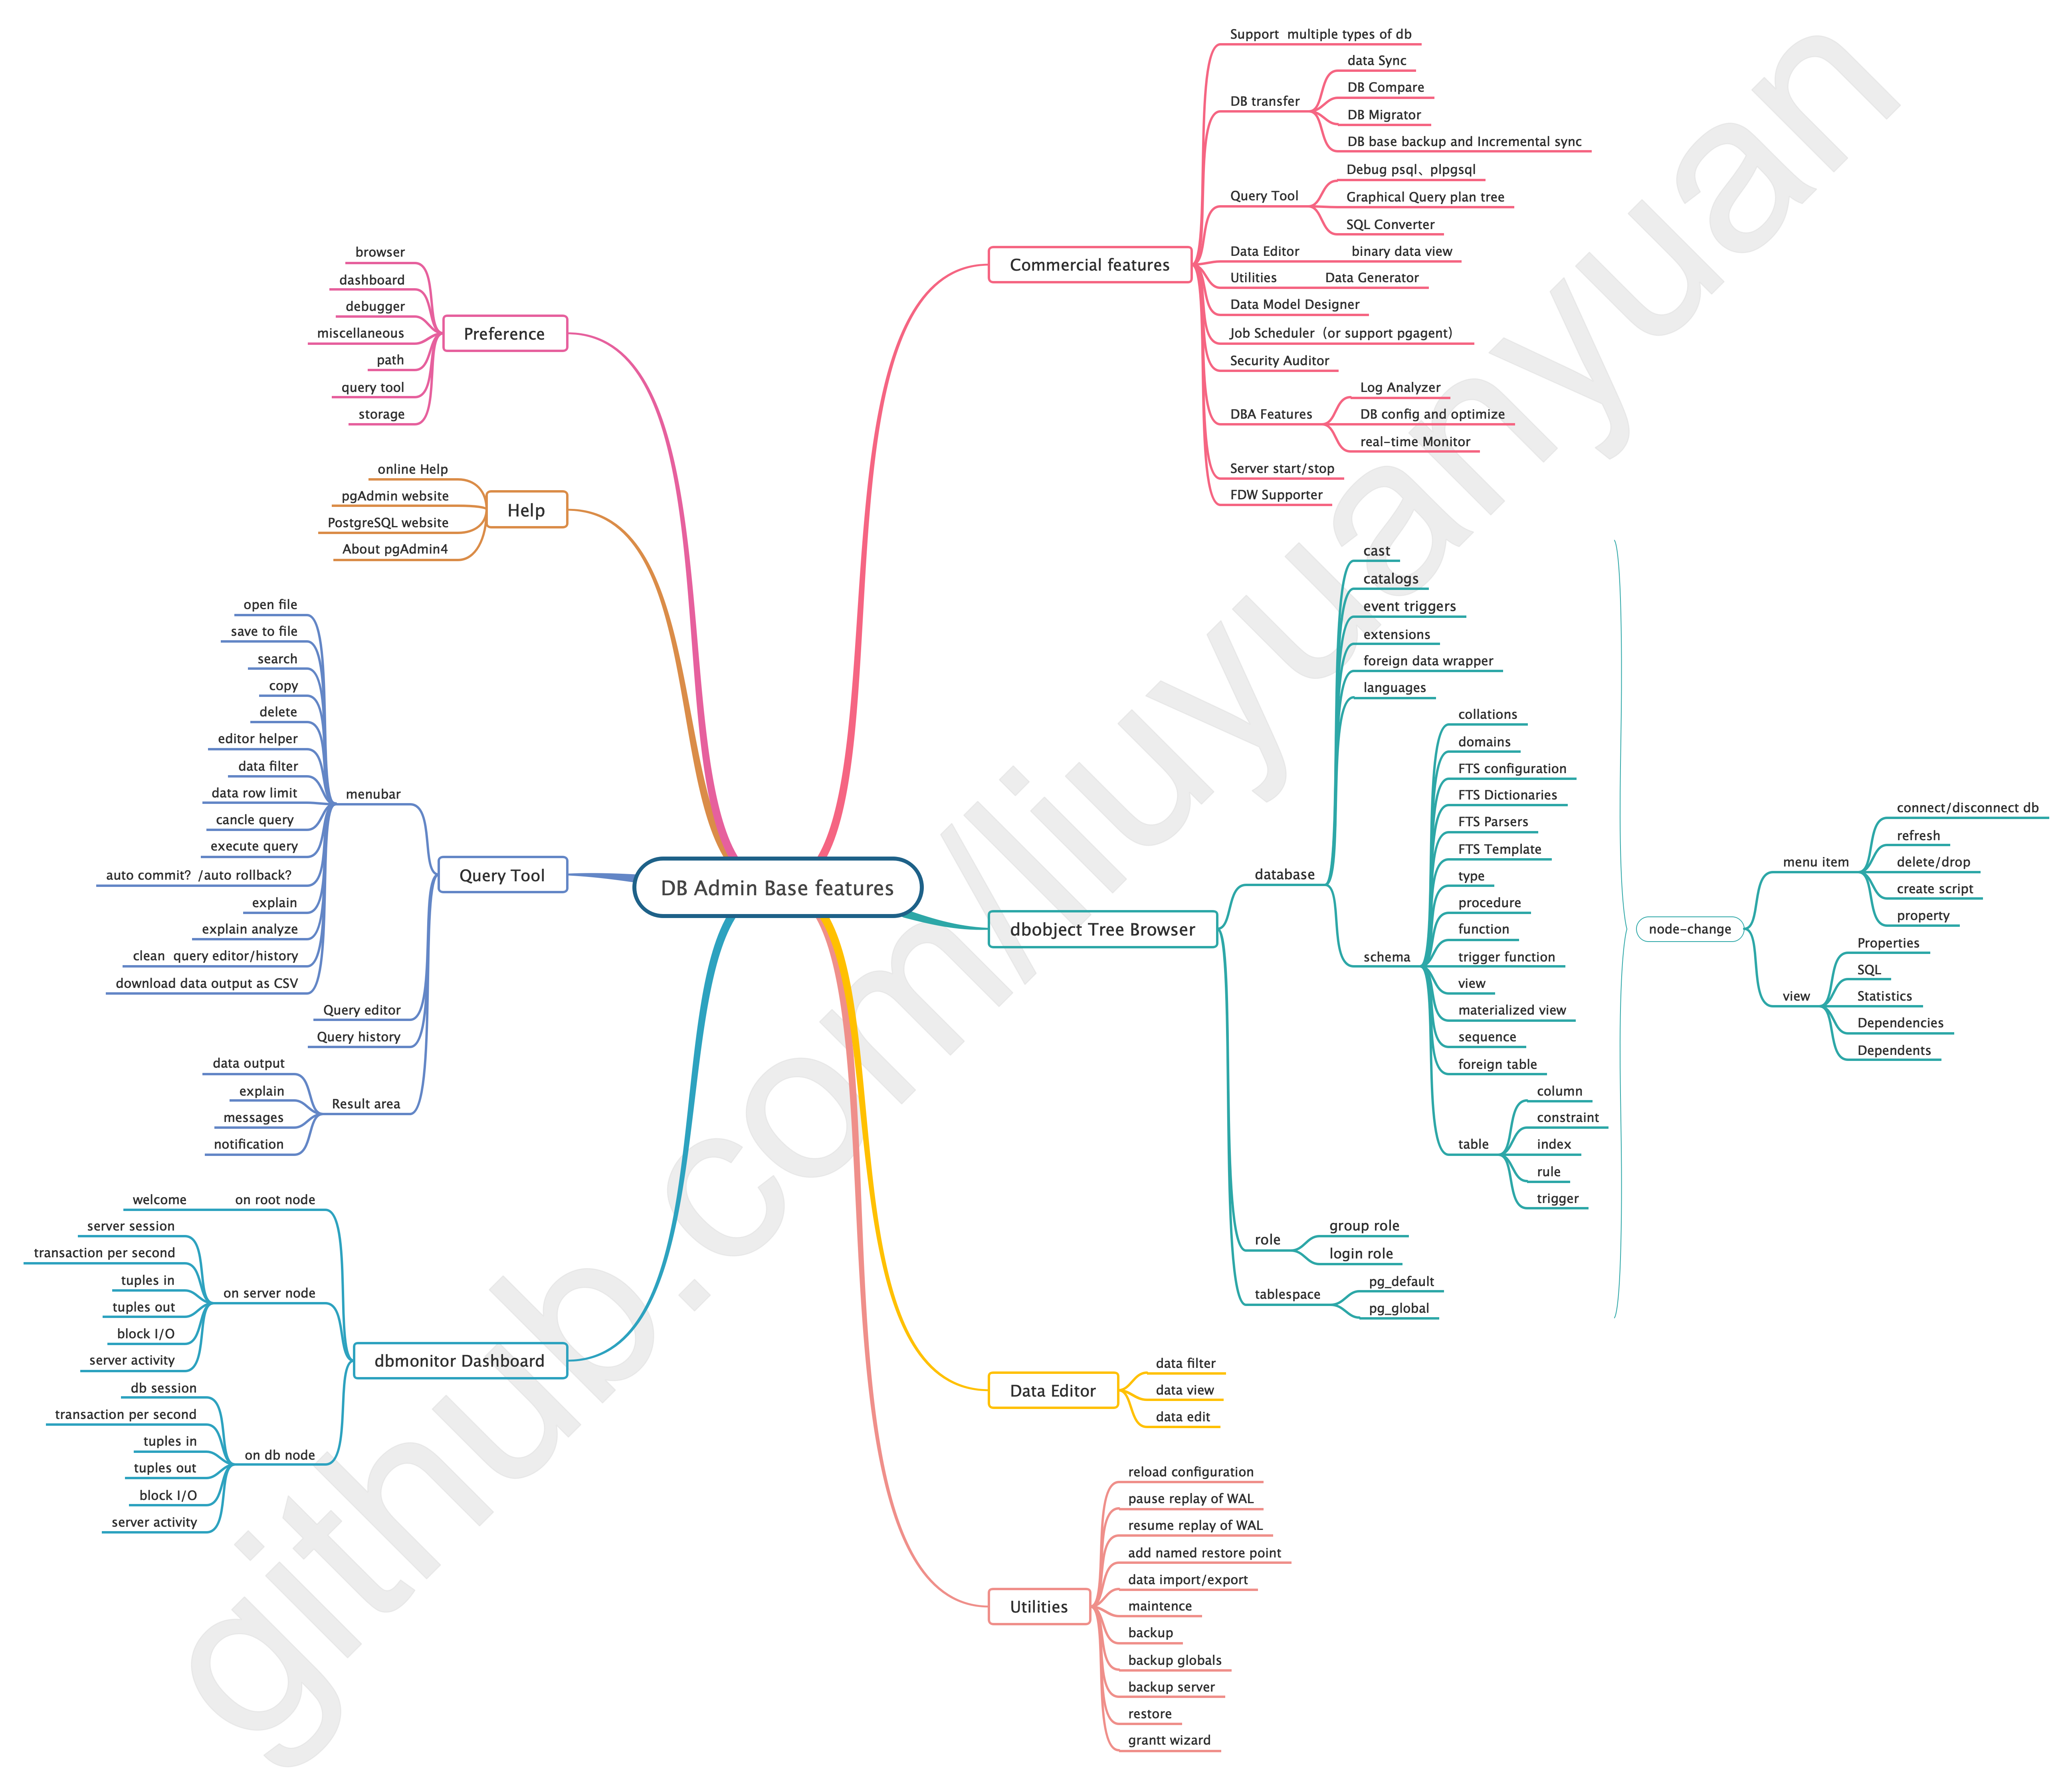 DB Admin Base features
Commercial features
Support  multiple types of db
DB transfer
data Sync
DB Compare
DB Migrator
DB base backup and Incremental sync
Query Tool
Debug psql、plpgsql
Graphical Query plan tree
SQL Converter
Data Editor
binary data view
Utilities
Data Generator
Data Model Designer
Job Scheduler（or support pgagent）
Security Auditor
DBA Features
Log Analyzer
DB config and optimize
real-time Monitor
Server start/stop
FDW Supporter
dbobject Tree Browser
database
cast
catalogs
event triggers
extensions
foreign data wrapper
languages
schema
collations
domains
FTS configuration
FTS Dictionaries
FTS Parsers
FTS Template
type
procedure
function
trigger function
view
materialized view
sequence
foreign table
table
column
constraint
index
rule
trigger
role
group role
login role
tablespace
pg_default
pg_global
node-change
menu item
connect/disconnect db
refresh
delete/drop
create script
property
view
Properties
SQL
Statistics
Dependencies
Dependents
Data Editor
data filter
data view
data edit
Utilities
reload configuration
pause replay of WAL
resume replay of WAL
add named restore point
data import/export
maintence
backup
backup globals
backup server
restore
grantt wizard
Preference
browser
dashboard
debugger
miscellaneous
path
query tool
storage
Help
online Help
pgAdmin website
PostgreSQL website
About pgAdmin4
Query Tool
menubar
open file
save to file
search
copy
delete
editor helper
data filter
data row limit
cancle query
execute query
auto commit?  /auto rollback?
explain
explain analyze
clean  query editor/history
download data output as CSV
Query editor
Query history
Result area
data output
explain
messages
notification
dbmonitor Dashboard
on root node
welcome
on server node
server session
transaction per second
tuples in
tuples out
block I/O
server activity
on db node
db session
transaction per second
tuples in
tuples out
block I/O
server activity
github.com/liuyuanyuan